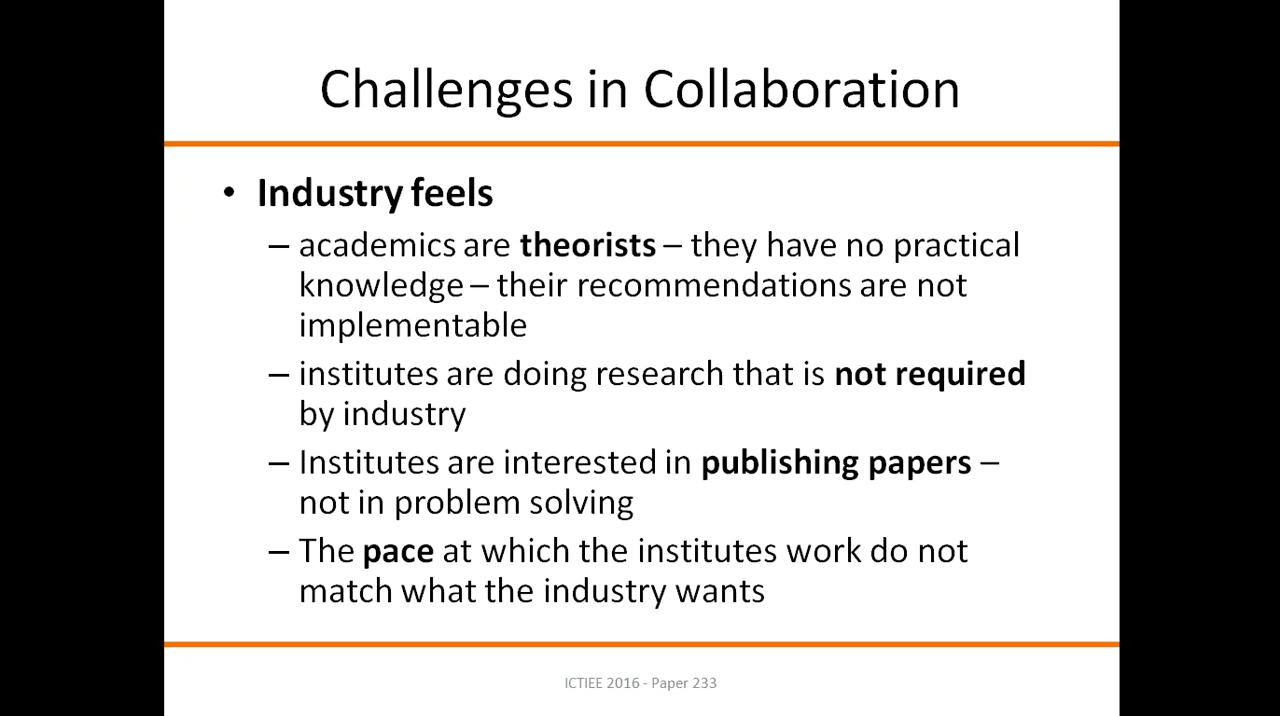 Challenges in Collaboration
• Industry feels
– academics are theorists – they have no practical
knowledge – their recommendations are not
implementable
– institutes are doing research that is not required
by industry
– Institutes are interested in publishing papers –
not in problem solving
– The pace at which the institutes work do not
match what the industry wants
ICTIEE 2016 - Paper 233